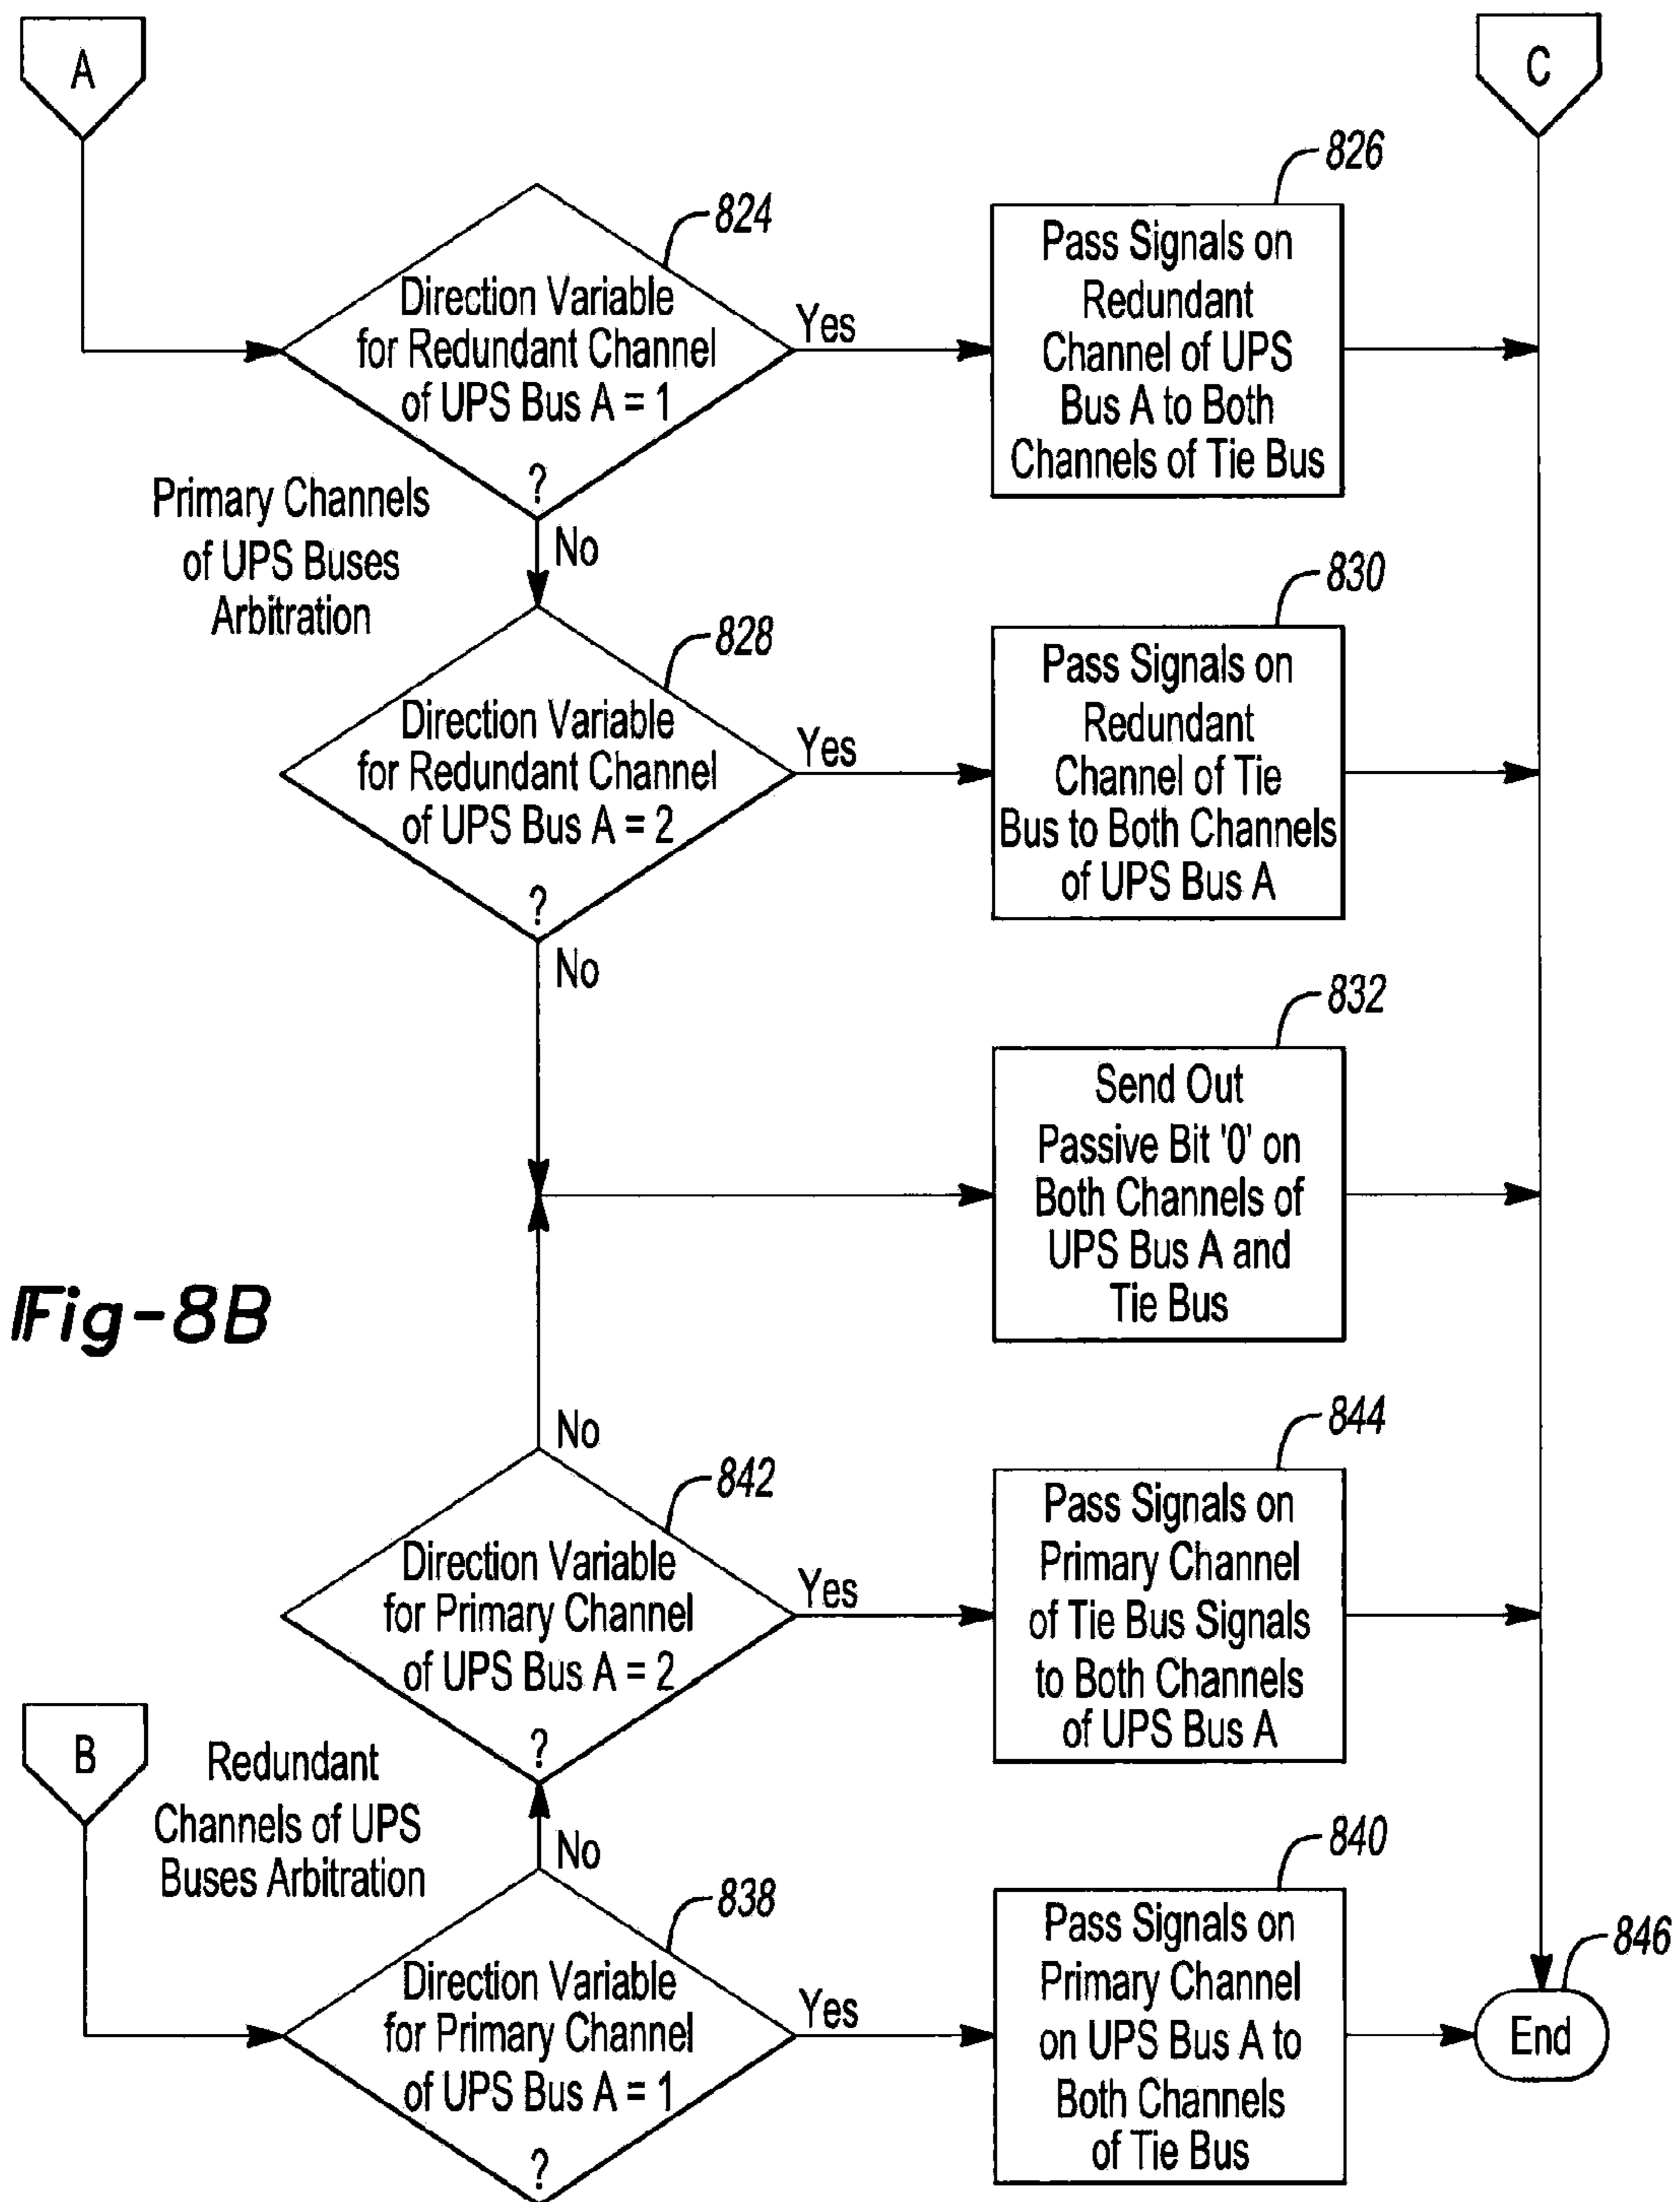 A
C
824
Direction Variable
for Redundant Channel
of UPS Bus A = 1
?
Yes
826
Pass Signals on
Redundant
Channel of UPS
Bus A to Both
Channels of Tie Bus
Primary Channels
of UPS Buses
Arbitration
No
828
Direction Variable
for Redundant Channel
of UPS Bus A = 2
?
Yes
830
Pass Signals on
Redundant
Channel of Tie
Bus to Both Channels
of UPS Bus A
No
832
Send Out
Passive Bit '0' on
Both Channels of
UPS Bus A and
Tie Bus
Fig-8B
No
842
Direction Variable
for Primary Channel
of UPS Bus A = 2
?
Yes
844
Pass Signals on
Primary Channel
of Tie Bus Signals
to Both Channels
of UPS Bus A
B
Redundant
Channels of UPS
Buses Arbitration
No
838
Direction Variable
for Primary Channel
of UPS Bus A = 1
?
Yes
840
Pass Signals on
Primary Channel
on UPS Bus A to
Both Channels
of Tie Bus
846
End